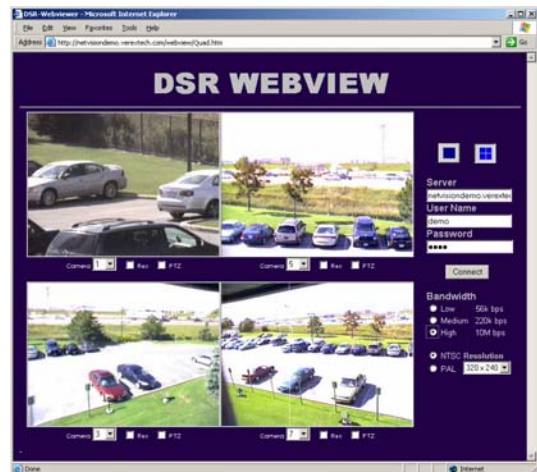 DSR-Webviewer - Microsoft Internet Explorer
File Edit View Favorites Tools Help
Address http://netvisiondemo.verextech.com/webview/Quad.htm Go
DSR WEBVIEW
Server
netvisiondemo.verextec
User Name
demo
Password
••••
Camera 1 Rec PTZ
Camera 5 Rec PTZ
Connect
Bandwidth
Low 56k bps
Medium 220k bps
High 10M bps
NTSC Resolution
PAL 320 x 240
Camera 3 Rec PTZ
Camera 7 Rec PTZ
Done Internet